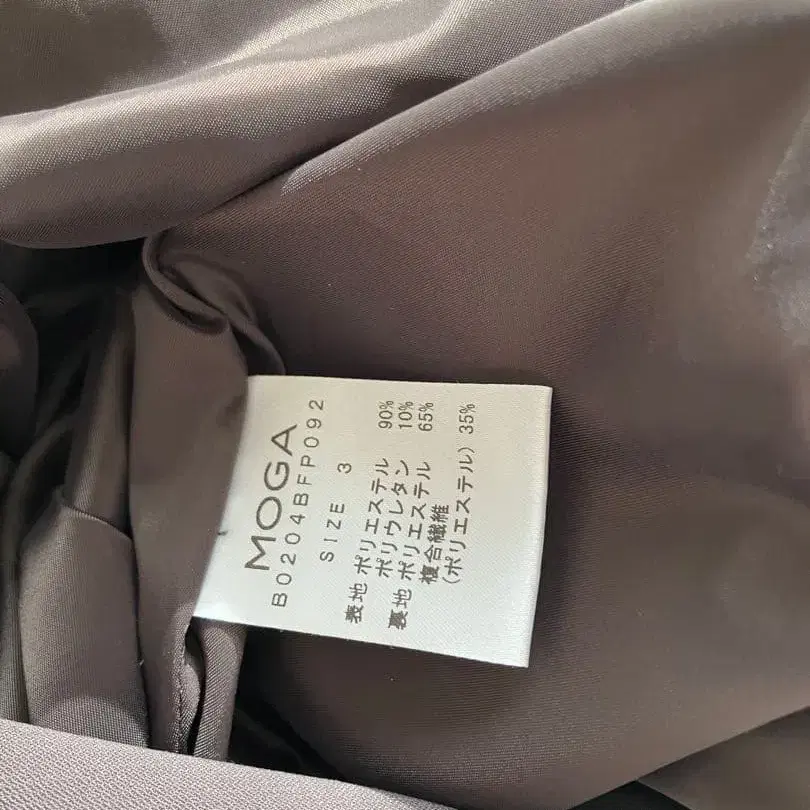 MOGA
B0204BFP092
SIZE 3
表地 ポリエステル 90%
ポリウレタン 10%
裏地 ポリエステル 65%
複合繊維
(ポリエステル) 35%